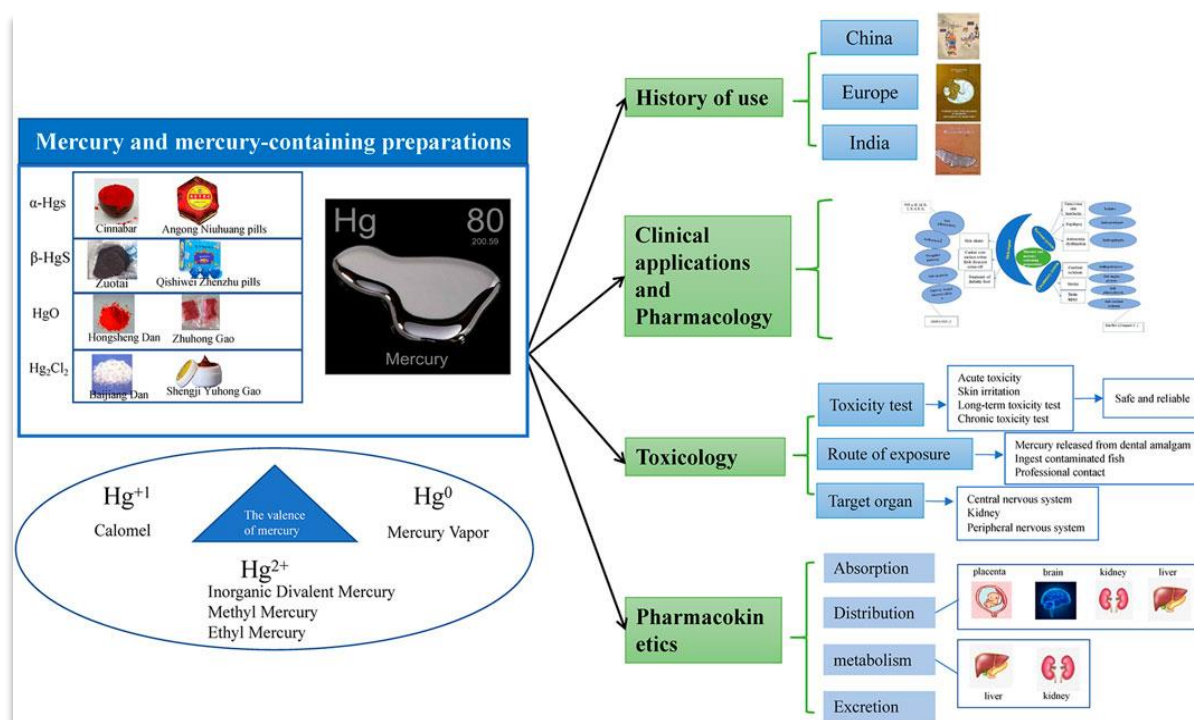 Mercury and mercury-containing preparations
α-Hgs
Cinnabar
Angong Niuhuang pills
β-HgS
Zuotai
Qishiwei Zhenzhu pills
HgO
Hongsheng Dan
Zhuhong Gao
Hg₂Cl₂
Baijiang Dan
Shengji Yuhong Gao
Hg
80
200.59
Mercury
Hg⁺¹
Calomel
The valence
of mercury
Hg⁰
Mercury Vapor
Hg²⁺
Inorganic Divalent Mercury
Methyl Mercury
Ethyl Mercury
History of use
China
Europe
India
Clinical
applications
and
Pharmacology
Toxicology
Toxicity test
Acute toxicity
Skin irritation
Long-term toxicity test
Chronic toxicity test
Safe and reliable
Route of exposure
Mercury released from dental amalgam
Ingest contaminated fish
Professional contact
Target organ
Central nervous system
Kidney
Peripheral nervous system
Pharmacokin
etics
Absorption
Distribution
placenta
brain
kidney
liver
metabolism
liver
kidney
Excretion